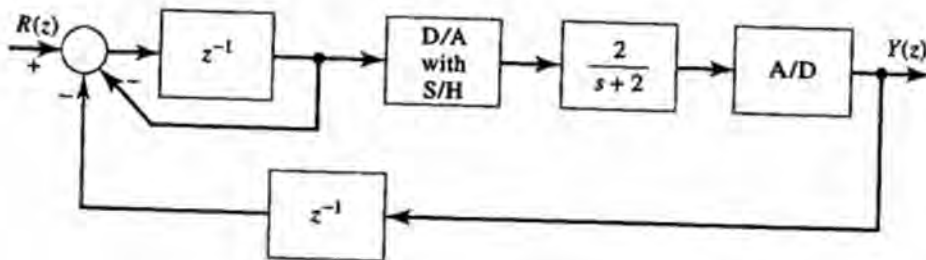 R(z)
+
−
−
z⁻¹
D/A
with
S/H
2
s + 2
A/D
Y(z)
z⁻¹